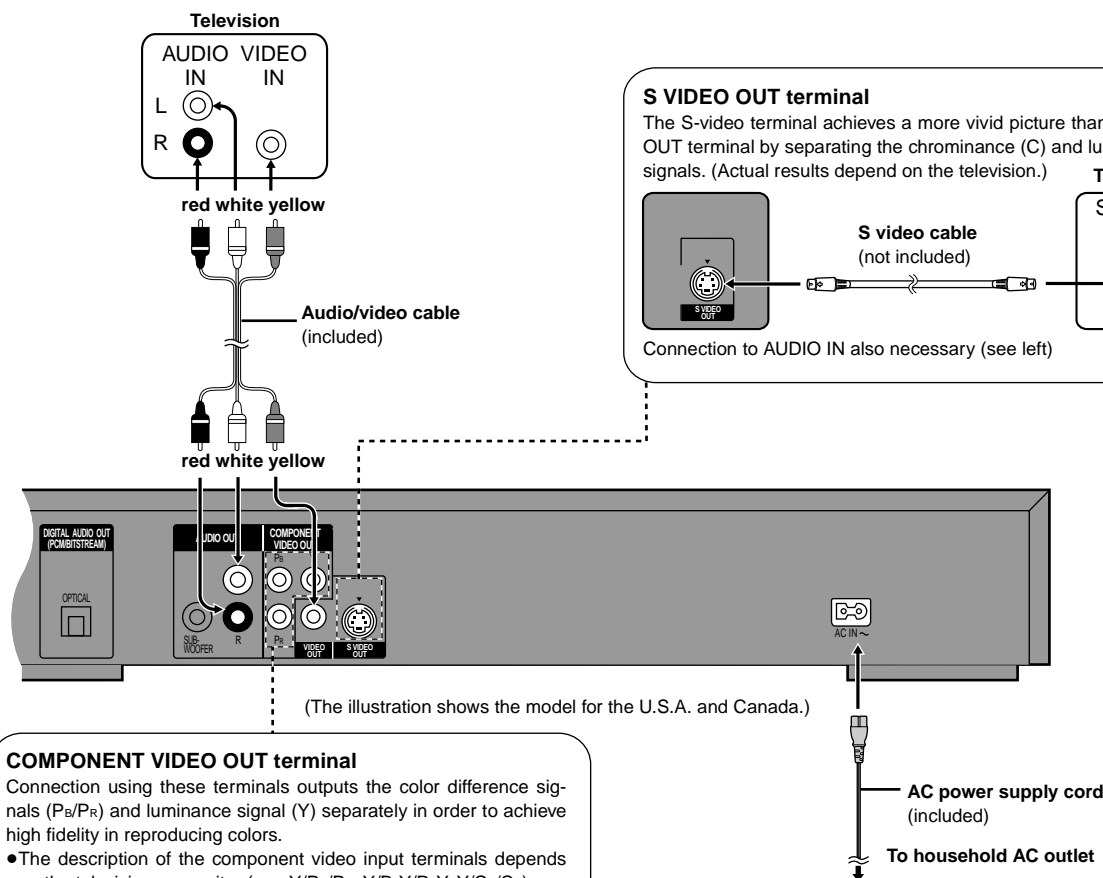 Television
AUDIO VIDEO
IN IN
L
R
red white yellow
Audio/video cable
(included)
red white yellow
S VIDEO OUT terminal
The S-video terminal achieves a more vivid picture than
OUT terminal by separating the chrominance (C) and lu
signals. (Actual results depend on the television.)
T
S
S video cable
(not included)
S VIDEO
OUT
Connection to AUDIO IN also necessary (see left)
DIGITAL AUDIO OUT
(PCM/BITSTREAM)
OPTICAL
AUDIO OUT
COMPONENT
VIDEO OUT
PB
SUB-
WOOFER
R
PR
VIDEO
OUT
S VIDEO
OUT
AC IN ~
(The illustration shows the model for the U.S.A. and Canada.)
COMPONENT VIDEO OUT terminal
Connection using these terminals outputs the color difference sig-
nals (PB/PR) and luminance signal (Y) separately in order to achieve
high fidelity in reproducing colors.
●The description of the component video input terminals depends
AC power supply cord
(included)
To household AC outlet